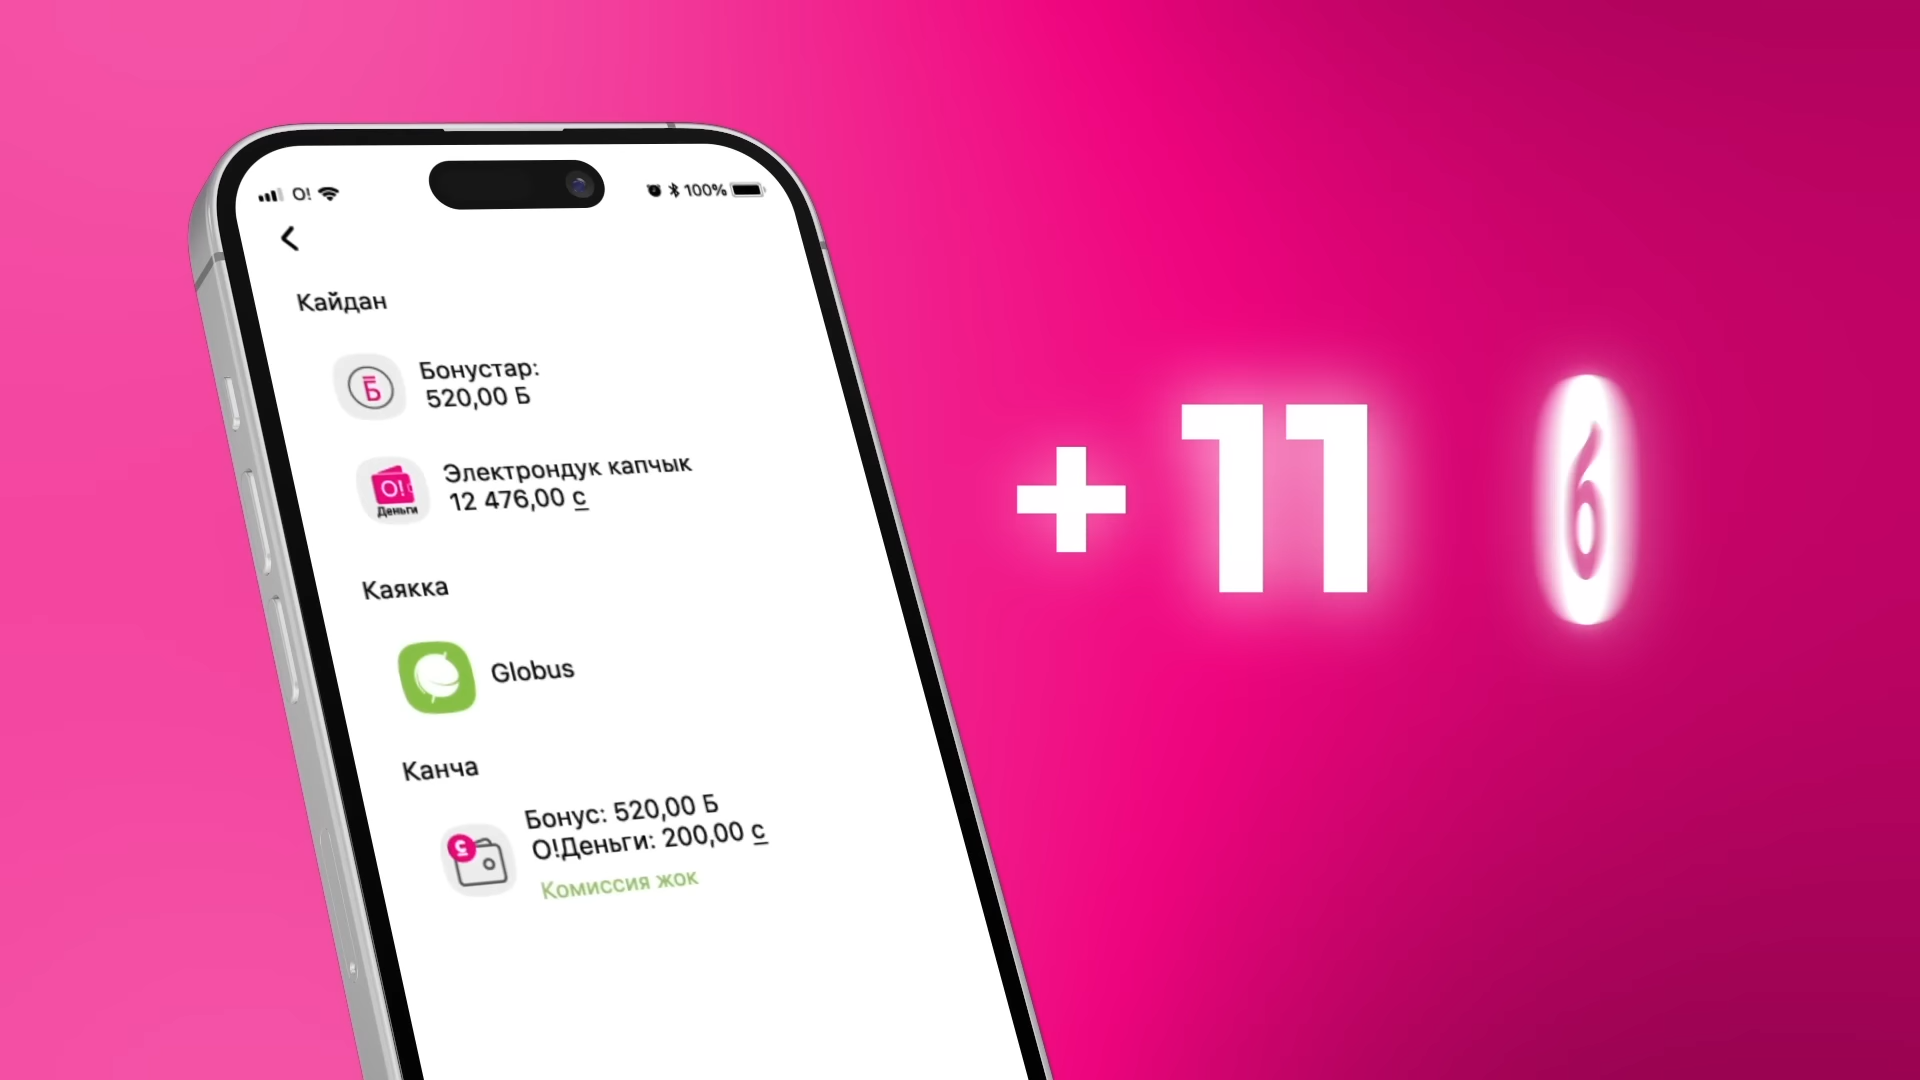 О!
100%
Кайдан
Б
Бонустар:
520,00 Б
О!
Деньги
Электрондук капчык
12 476,00 с
Каякка
Globus
Канча
с
Бонус: 520,00 Б
О!Деньги: 200,00 с
Комиссия жок
+ 11 б